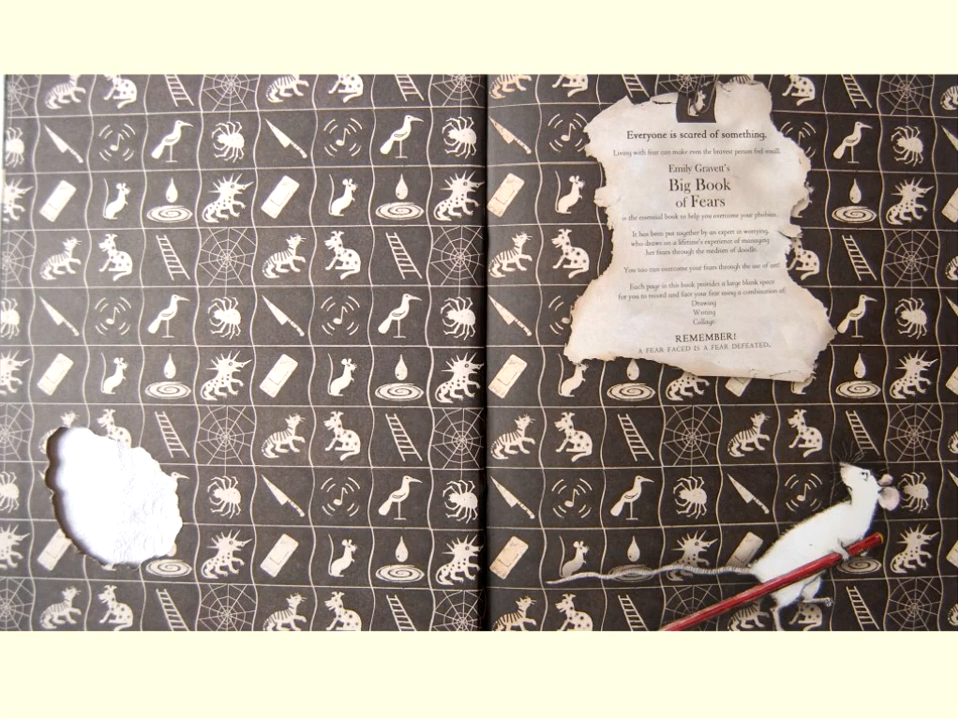 Everyone is scared of something.
Living with fear can make even the bravest person feel small.
Emily Gravett's
Big Book
of Fears
is the essential book to help you overcome your phobias.
It has been put together by an expert in worrying,
who draws on a lifetime's experience of managing
her fears through the medium of doodle.
You too can overcome your fears through the use of art!
Each page in this book provides a large blank space
for you to record and face your fear using a combination of
Drawing
Writing
Collage
REMEMBER!
A FEAR FACED IS A FEAR DEFEATED.